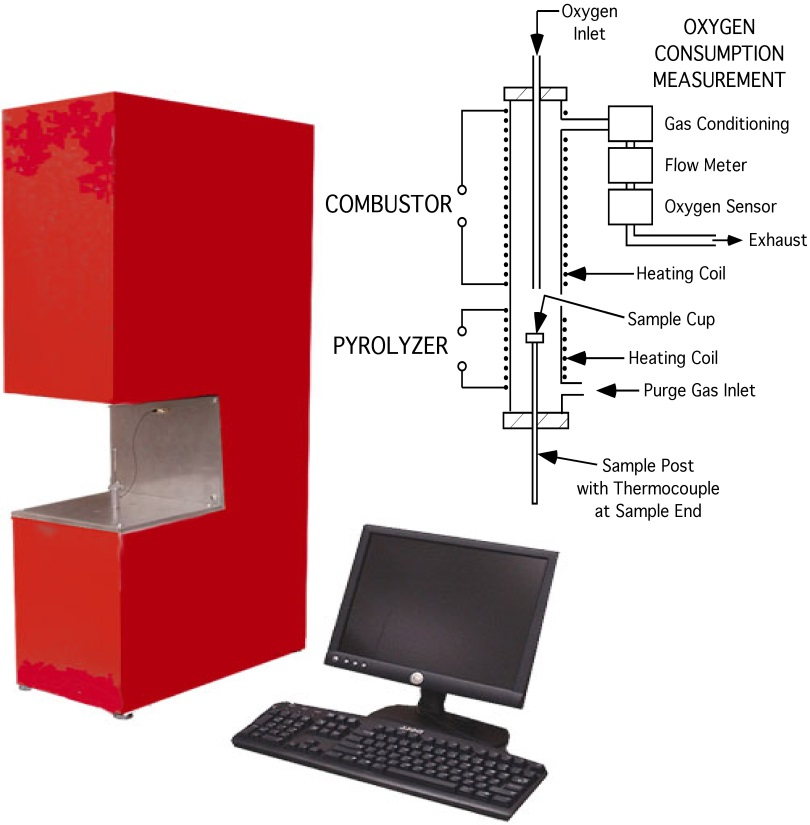 Oxygen
Inlet
OXYGEN
CONSUMPTION
MEASUREMENT
Gas Conditioning
Flow Meter
COMBUSTOR
Oxygen Sensor
Exhaust
Heating Coil
Sample Cup
PYROLYZER
Heating Coil
Purge Gas Inlet
Sample Post
with Thermocouple
at Sample End